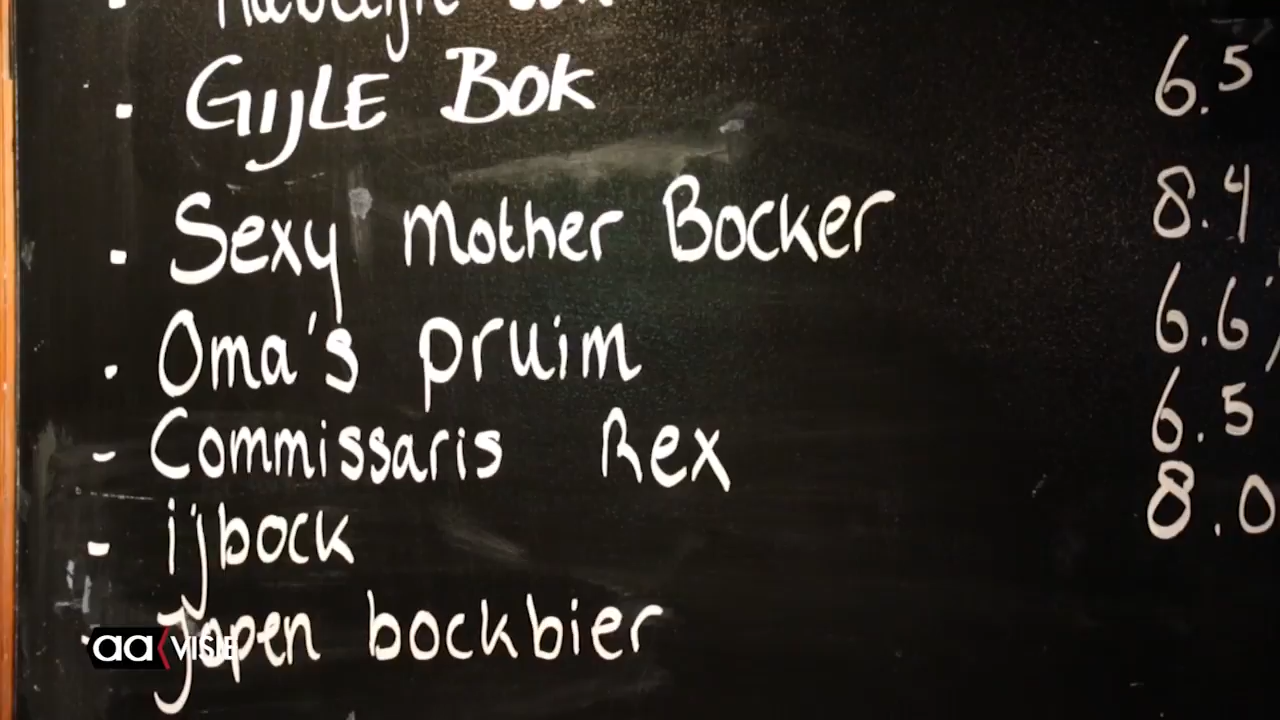 · GIJLE BOK 6.5
· Sexy Mother Bocker 8.4
· Oma's pruim 6.6
- Commissaris Rex 6.5
- ijbock 8.0
Jopen bockbier
aa VISIE